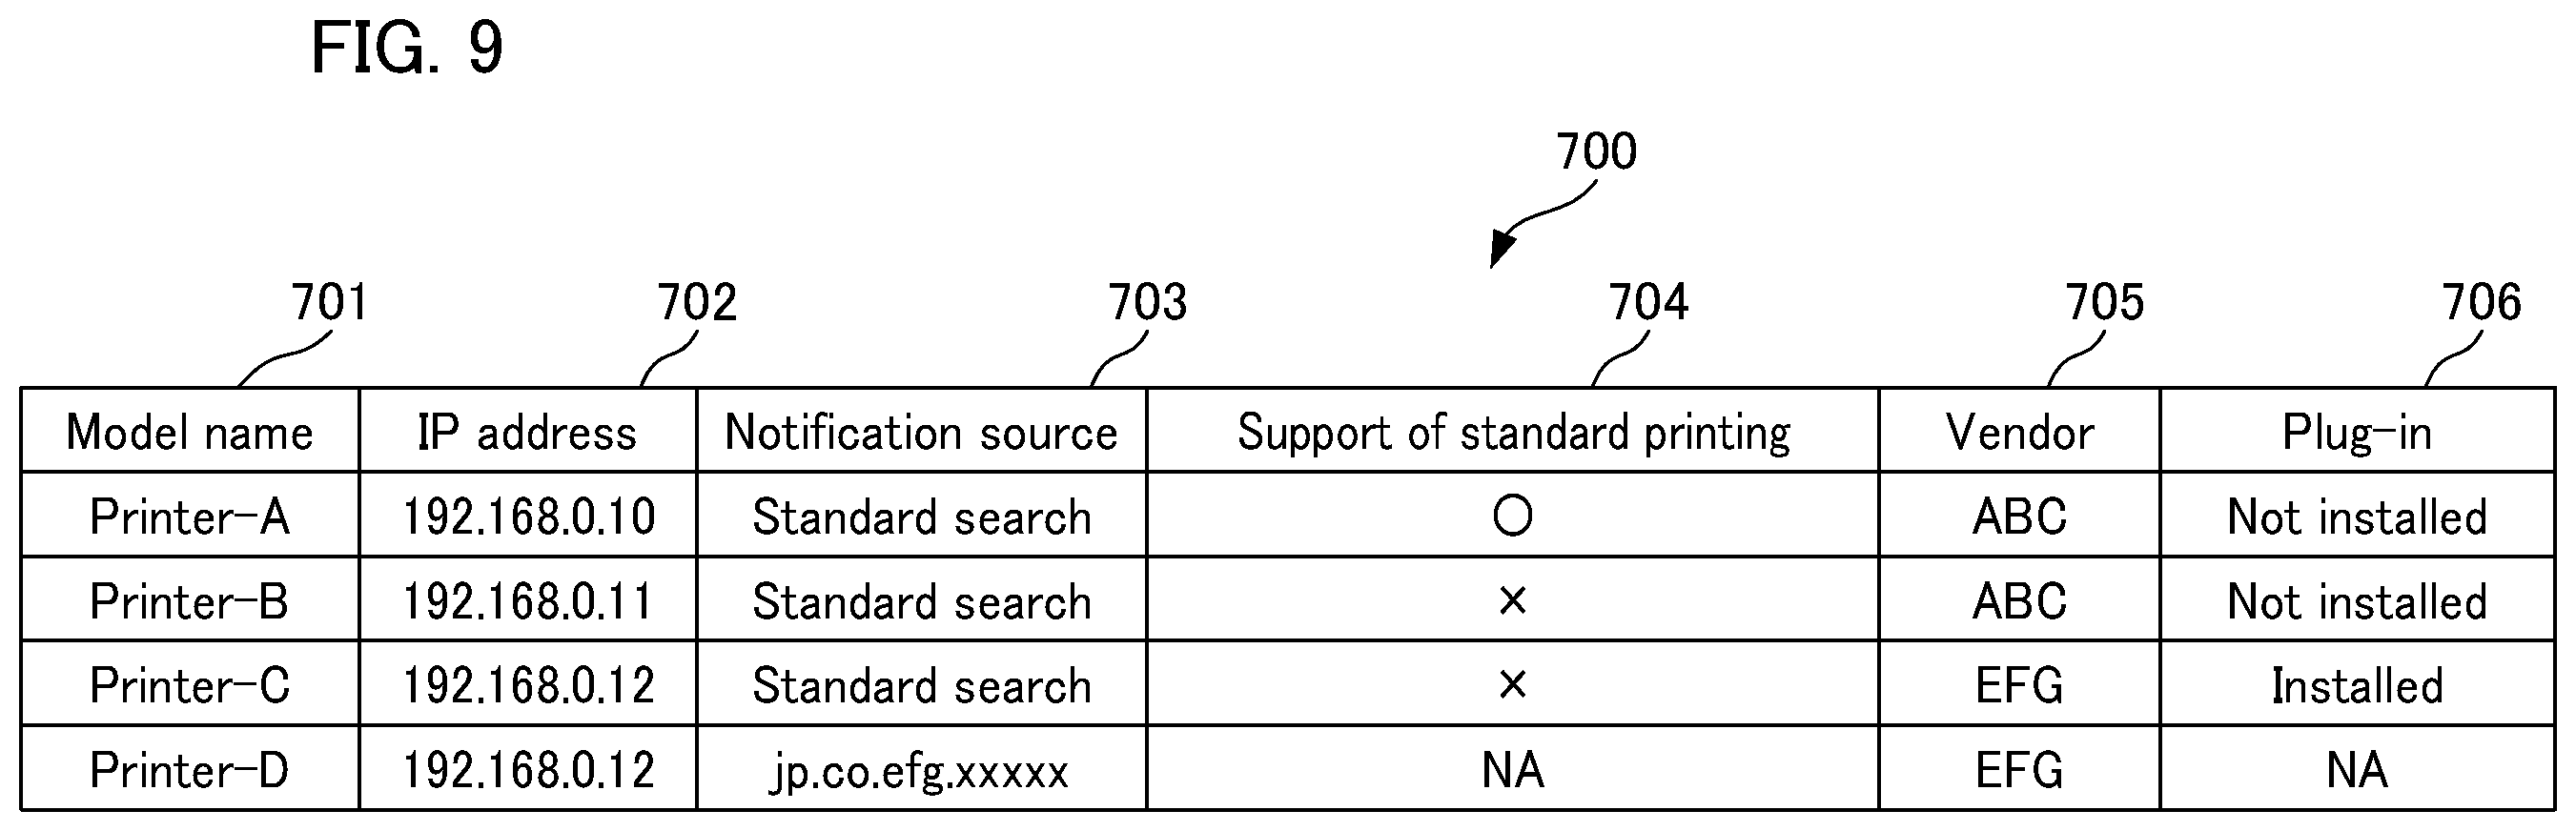 FIG. 9
700
701 702 703 704 705 706
Model name IP address Notification source Support of standard printing Vendor Plug-in
Printer-A 192.168.0.10 Standard search ○ ABC Not installed
Printer-B 192.168.0.11 Standard search × ABC Not installed
Printer-C 192.168.0.12 Standard search × EFG Installed
Printer-D 192.168.0.12 jp.co.efg.xxxxx NA EFG NA